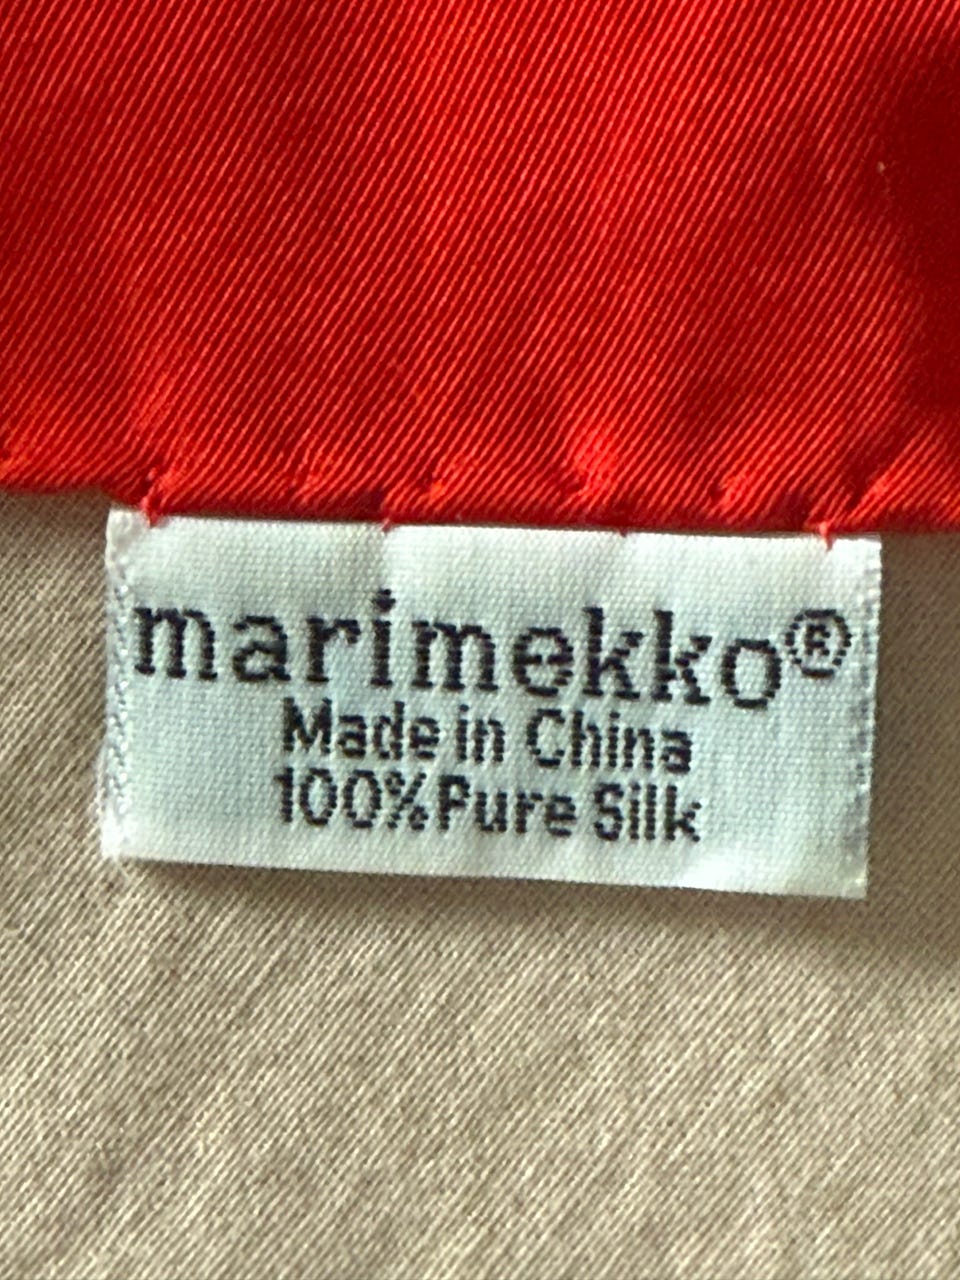 marimekko®
Made in China
100% Pure Silk